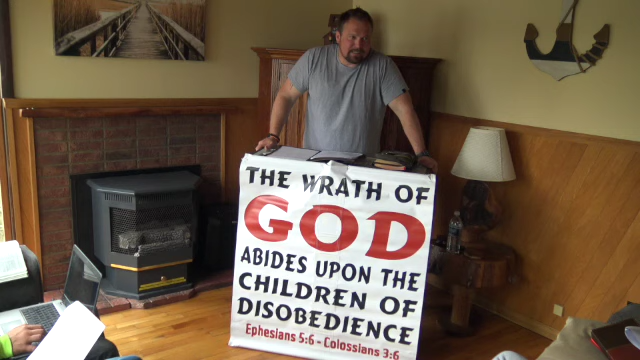 THE WRATH OF
GOD
ABIDES UPON THE
CHILDREN OF
DISOBEDIENCE
Ephesians 5:6 - Colossians 3:6